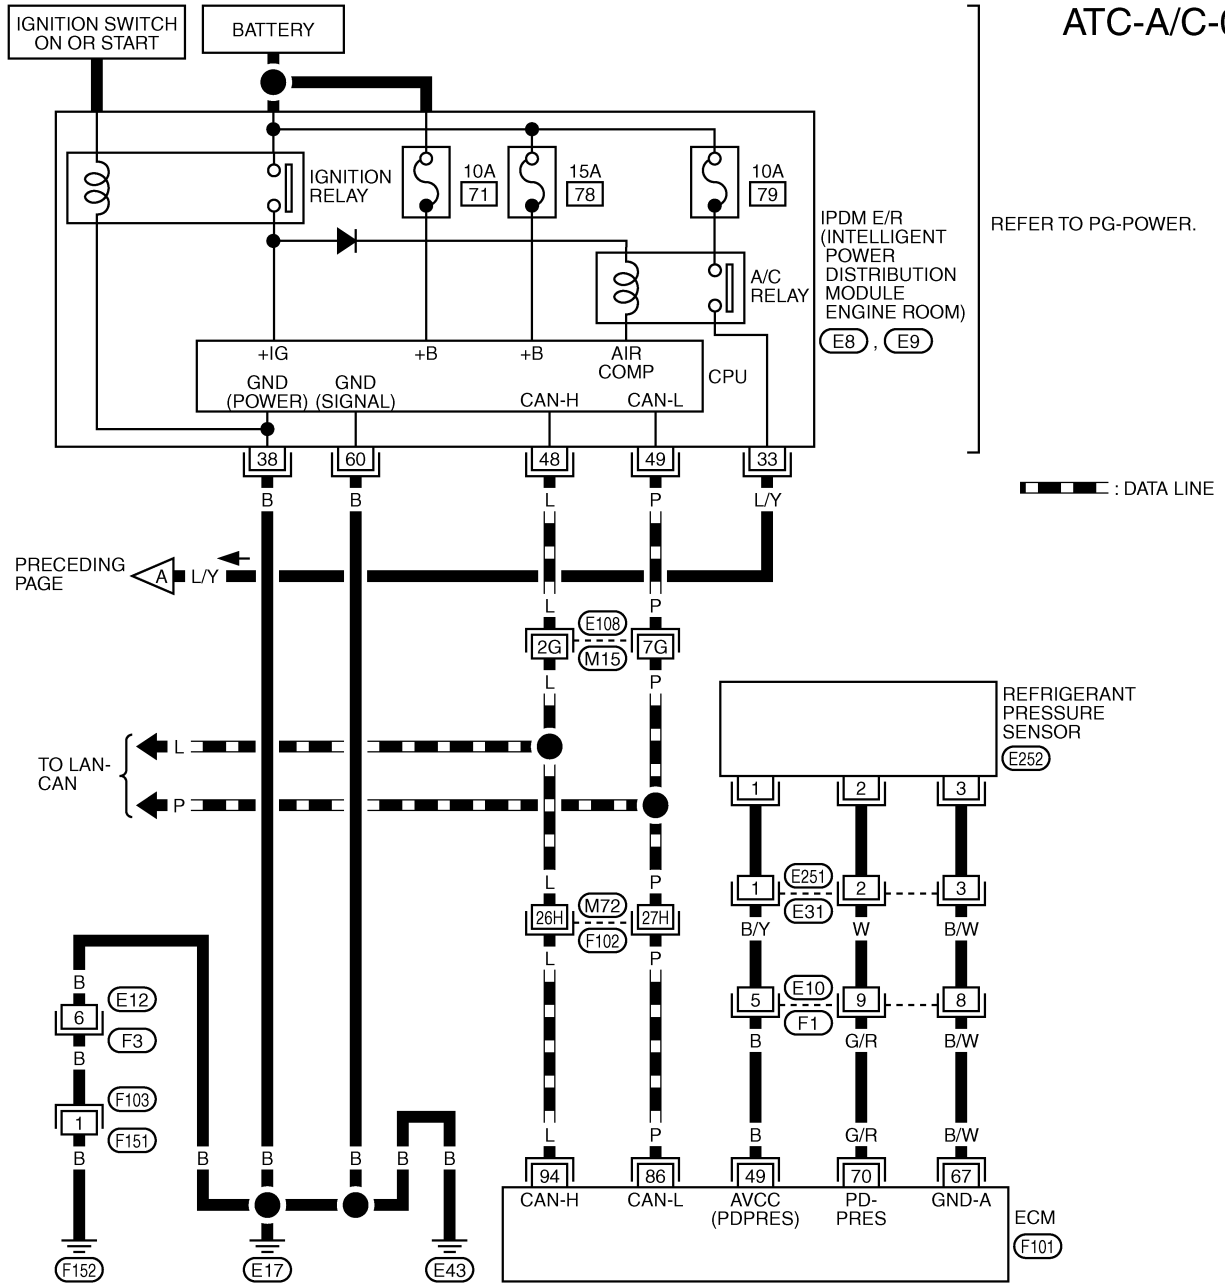 ATC-A/C-
IGNITION SWITCH
ON OR START
BATTERY
IGNITION
RELAY
10A
71
15A
78
10A
79
A/C
RELAY
IPDM E/R
(INTELLIGENT
POWER
DISTRIBUTION
MODULE
ENGINE ROOM)
E8 , E9
REFER TO PG-POWER.
+IG
+B
+B
AIR
COMP
CPU
GND
(POWER)
GND
(SIGNAL)
CAN-H
CAN-L
38
60
48
49
33
B
B
L
P
L/Y
: DATA LINE
PRECEDING
PAGE
A
L/Y
L
P
E108
2G
7G
M15
L
P
REFRIGERANT
PRESSURE
SENSOR
E252
TO LAN-
CAN
L
P
1
2
3
L
P
E251
1
2
3
E31
M72
26H
27H
F102
B/Y
W
B/W
L
P
B
E12
6
F3
B
E10
5
9
8
F1
B
G/R
B/W
F103
1
F151
B
B
B
B
B
B
L
P
B
G/R
B/W
94
86
49
70
67
CAN-H
CAN-L
AVCC
(PDPRES)
PD-
PRES
GND-A
ECM
F101
F152
E17
E43